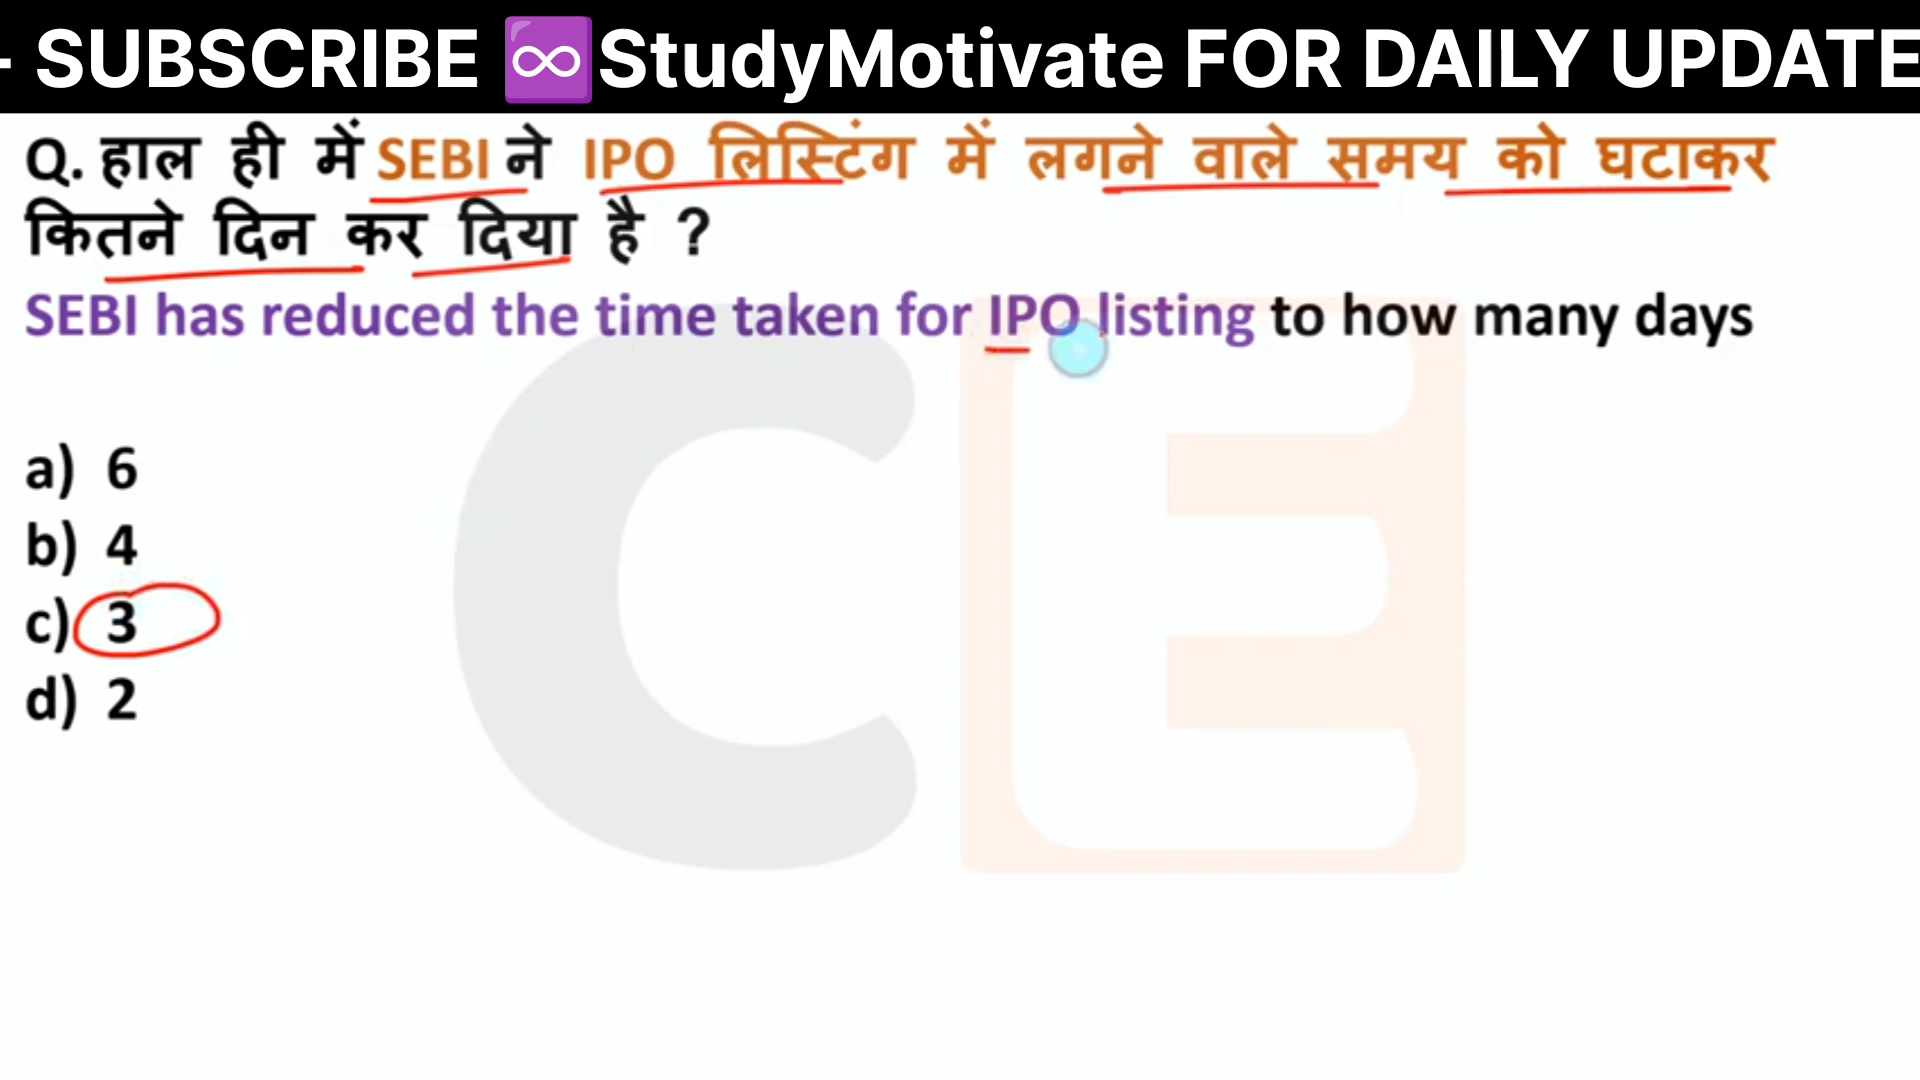 - SUBSCRIBE ♾️StudyMotivate FOR DAILY UPDATE
Q. हाल ही में SEBI ने IPO लिस्टिंग में लगने वाले समय को घटाकर
कितने दिन कर दिया है ?
SEBI has reduced the time taken for IPO listing to how many days
a) 6
b) 4
c) 3
d) 2
CE